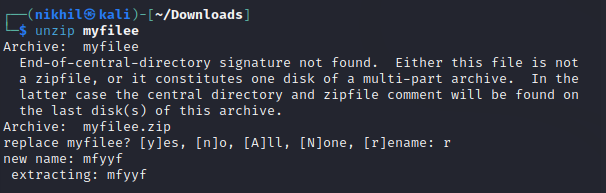 ┌──(nikhil㉿kali)-[~/Downloads]
└─$ unzip myfilee
Archive:  myfilee
  End-of-central-directory signature not found.  Either this file is not
  a zipfile, or it constitutes one disk of a multi-part archive.  In the
  latter case the central directory and zipfile comment will be found on
  the last disk(s) of this archive.
Archive:  myfilee.zip
replace myfilee? [y]es, [n]o, [A]ll, [N]one, [r]ename: r
new name: mfyyf
 extracting: mfyyf